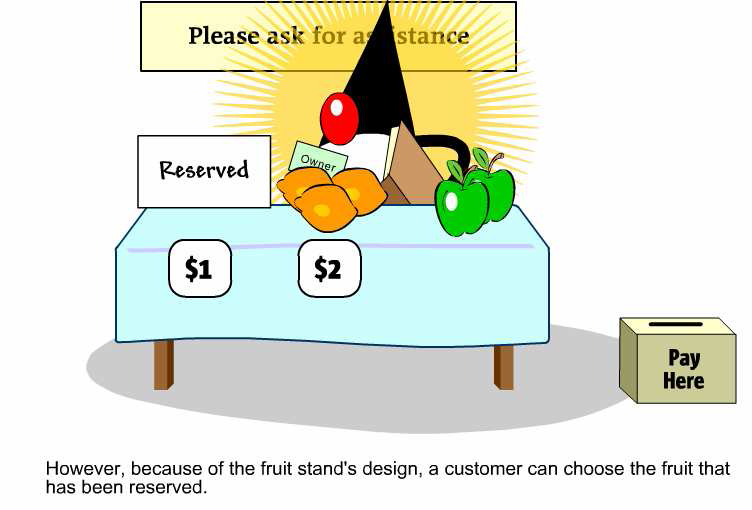 Please ask for assistance
Reserved
Owner
$1
$2
Pay
Here
However, because of the fruit stand's design, a customer can choose the fruit that
has been reserved.